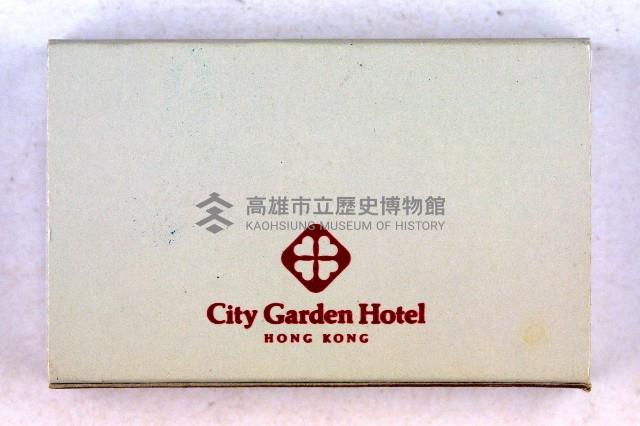 高雄市立歷史博物館
KAOHSIUNG MUSEUM OF HISTORY
City Garden Hotel
HONG KONG